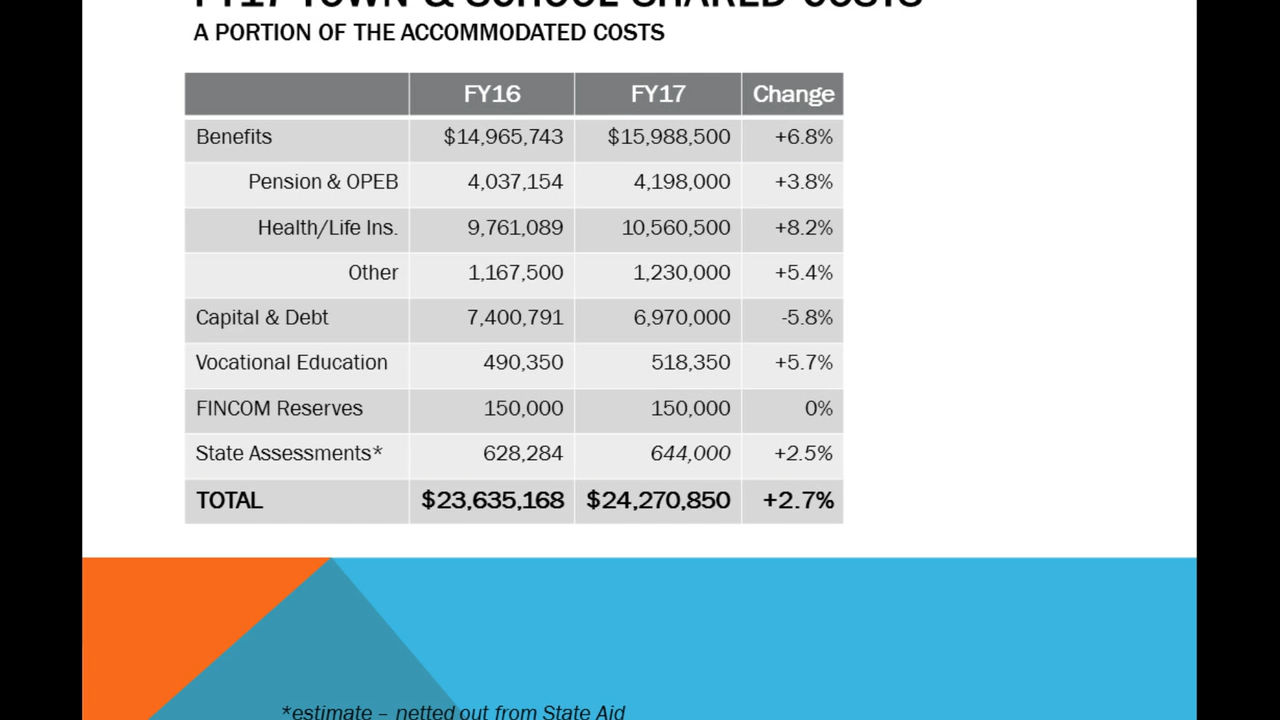 FY17 TOWN & SCHOOL SHARED COSTS
A PORTION OF THE ACCOMMODATED COSTS
FY16 FY17 Change
Benefits $14,965,743 $15,988,500 +6.8%
Pension & OPEB 4,037,154 4,198,000 +3.8%
Health/Life Ins. 9,761,089 10,560,500 +8.2%
Other 1,167,500 1,230,000 +5.4%
Capital & Debt 7,400,791 6,970,000 -5.8%
Vocational Education 490,350 518,350 +5.7%
FINCOM Reserves 150,000 150,000 0%
State Assessments* 628,284 644,000 +2.5%
TOTAL $23,635,168 $24,270,850 +2.7%
*estimate – netted out from State Aid